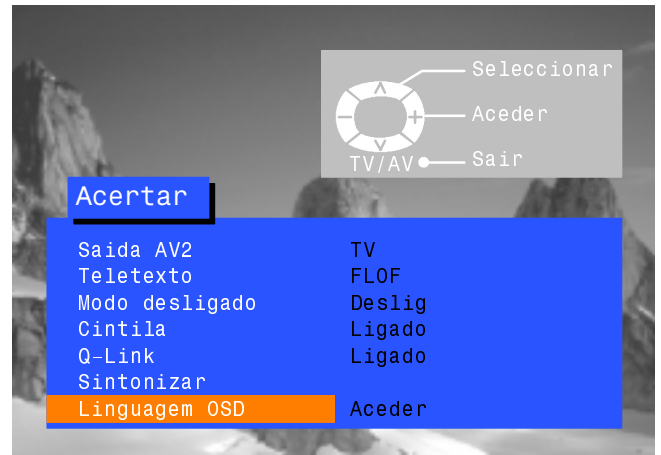 Seleccionar
Aceder
TV/AV Sair
Acertar
Saida AV2 TV
Teletexto FLOF
Modo desligado Deslig
Cintila Ligado
Q-Link Ligado
Sintonizar
Linguagem OSD Aceder